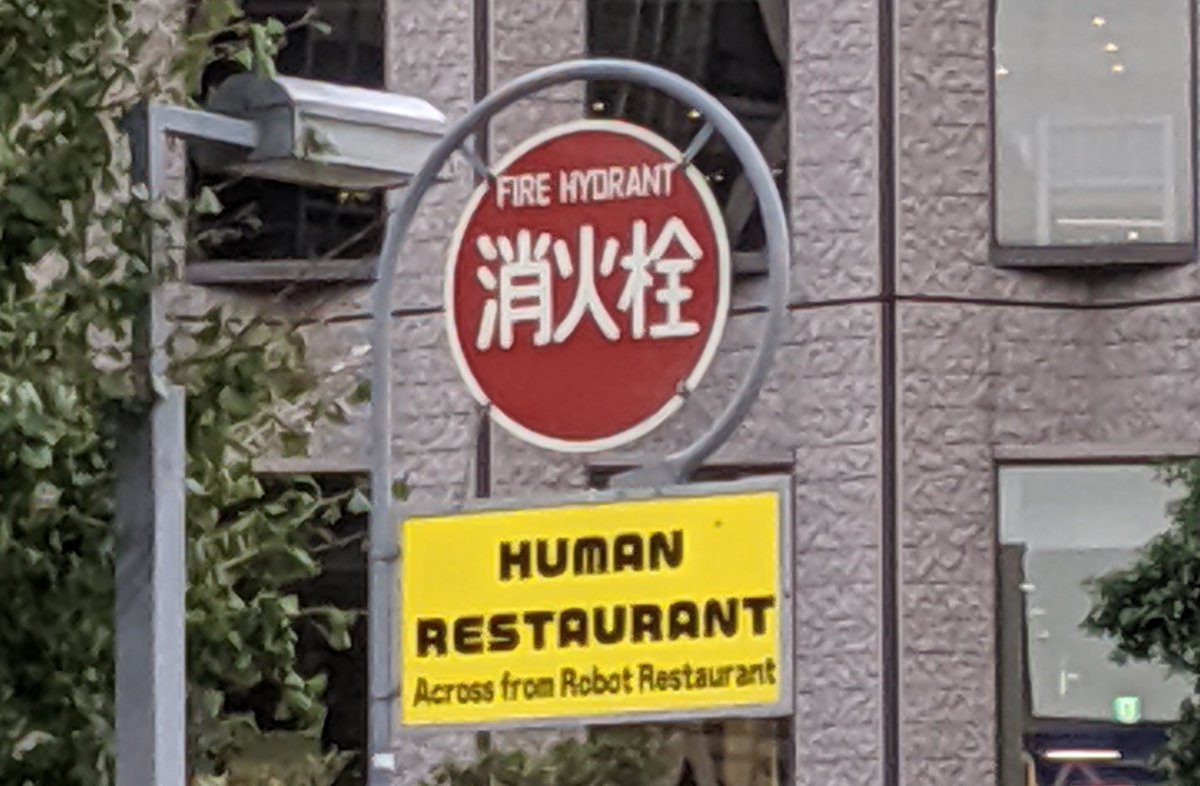 FIRE HYDRANT
消火栓
HUMAN
RESTAURANT
Across from Robot Restaurant